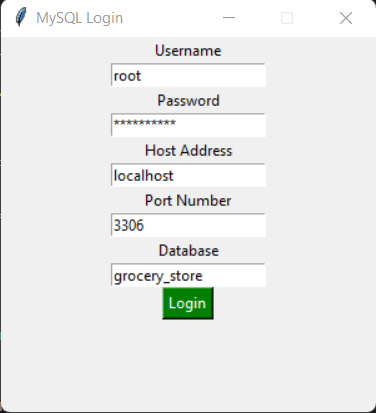 MySQL Login
Username
root
Password
**********
Host Address
localhost
Port Number
3306
Database
grocery_store
Login